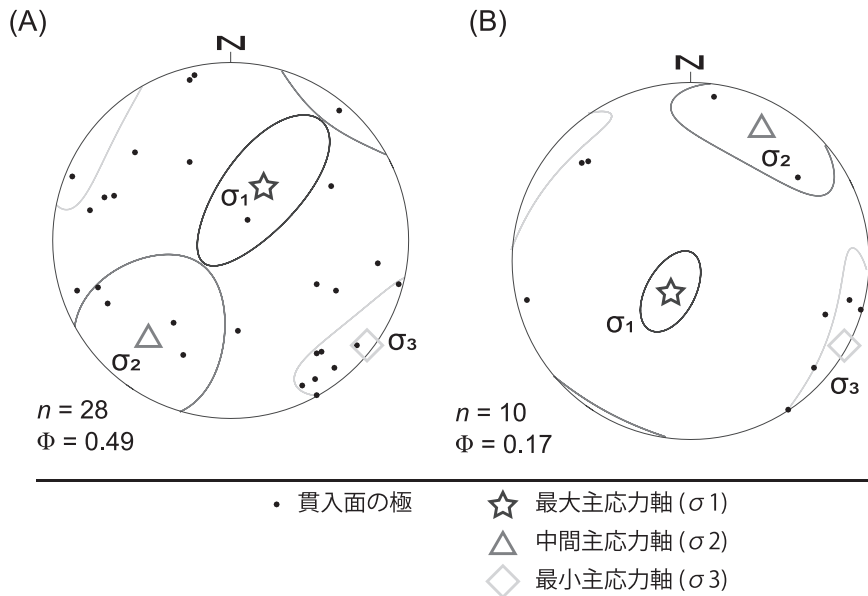 (A)
N
σ1
σ2
σ3
n = 28
Φ = 0.49
(B)
N
σ2
σ1
σ3
n = 10
Φ = 0.17
貫入面の極
最大主応力軸 (σ1)
中間主応力軸 (σ2)
最小主応力軸 (σ3)